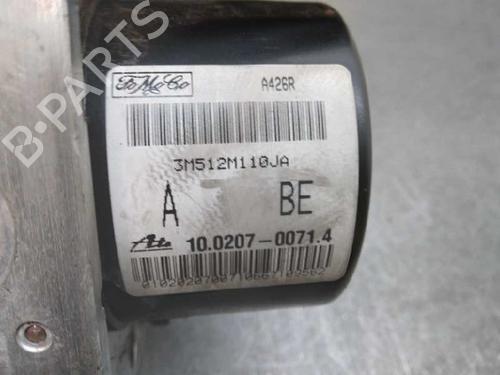 B-Parts
FoMoCo
A426R
3M512M110JA
A BE
Ate 10.0207-0071.4